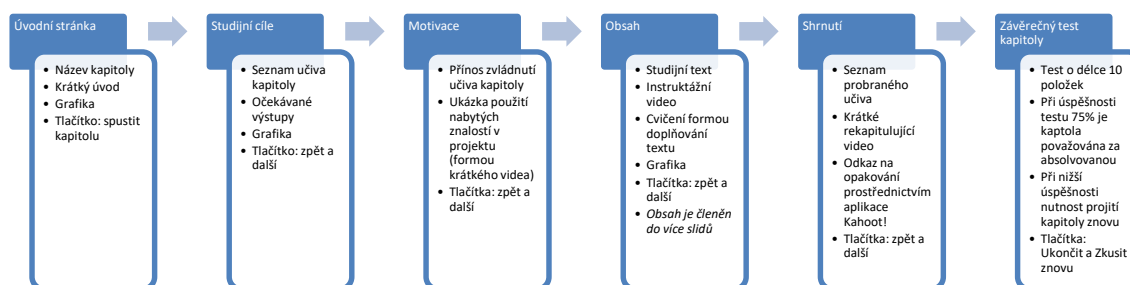 Úvodní stránka
• Název kapitoly
• Krátký úvod
• Grafika
• Tlačítko: spustit
kapitolu
Studijní cíle
• Seznam učiva
kapitoly
• Očekávané
výstupy
• Grafika
• Tlačítko: zpět a
další
Motivace
• Přínos zvládnutí
učiva kapitoly
• Ukázka použití
nabytých
znalostí v
projektu
(formou
krátkého videa)
• Tlačítka: zpět a
další
Obsah
• Studijní text
• Instruktážní
video
• Cvičení formou
doplňování
textu
• Grafika
• Tlačítka: zpět a
další
• Obsah je členěn
do více slidů
Shrnutí
• Seznam
probraného
učiva
• Krátké
rekapitulující
video
• Odkaz na
opakování
prostřednictvím
aplikace
Kahoot!
• Tlačítka: zpět a
další
Závěrečný test
kapitoly
• Test o délce 10
položek
• Při úspěšnosti
testu 75% je
kaptola
považována za
absolvovanou
• Při nižší
úspěšnosti
nutnost projití
kapitoly znovu
• Tlačítka:
Ukončit a Zkusit
znovu